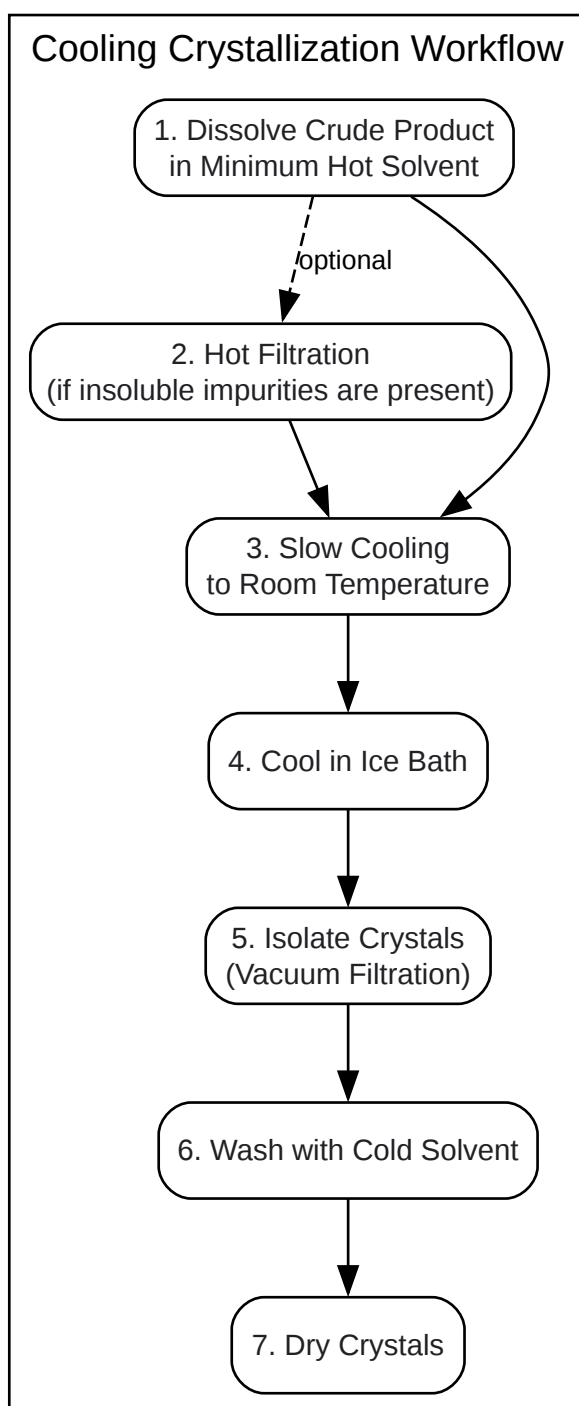 Cooling Crystallization Workflow
1. Dissolve Crude Product
in Minimum Hot Solvent
optional
2. Hot Filtration
(if insoluble impurities are present)
3. Slow Cooling
to Room Temperature
4. Cool in Ice Bath
5. Isolate Crystals
(Vacuum Filtration)
6. Wash with Cold Solvent
7. Dry Crystals